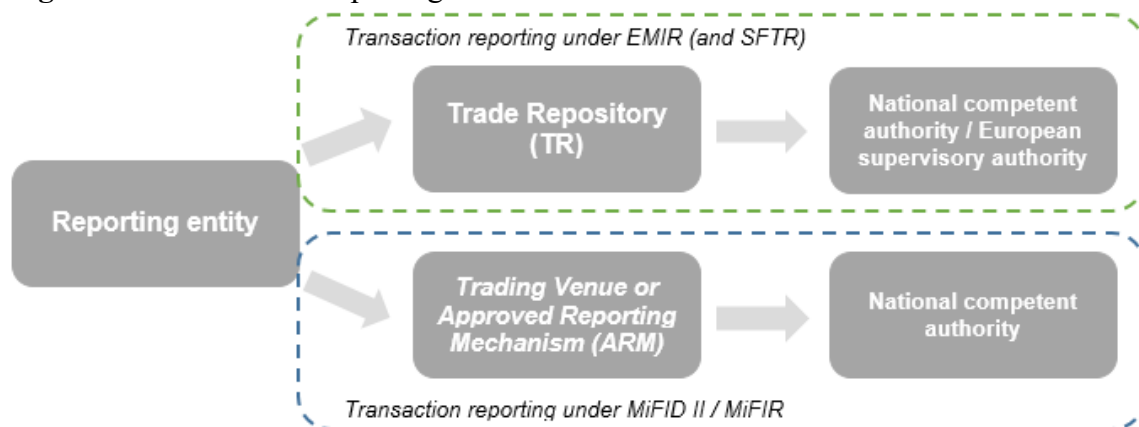 Transaction reporting under EMIR (and SFTR)
Trade Repository
(TR)
National competent
authority / European
supervisory authority
Reporting entity
Trading Venue or
Approved Reporting
Mechanism (ARM)
National competent
authority
Transaction reporting under MiFID II / MiFIR